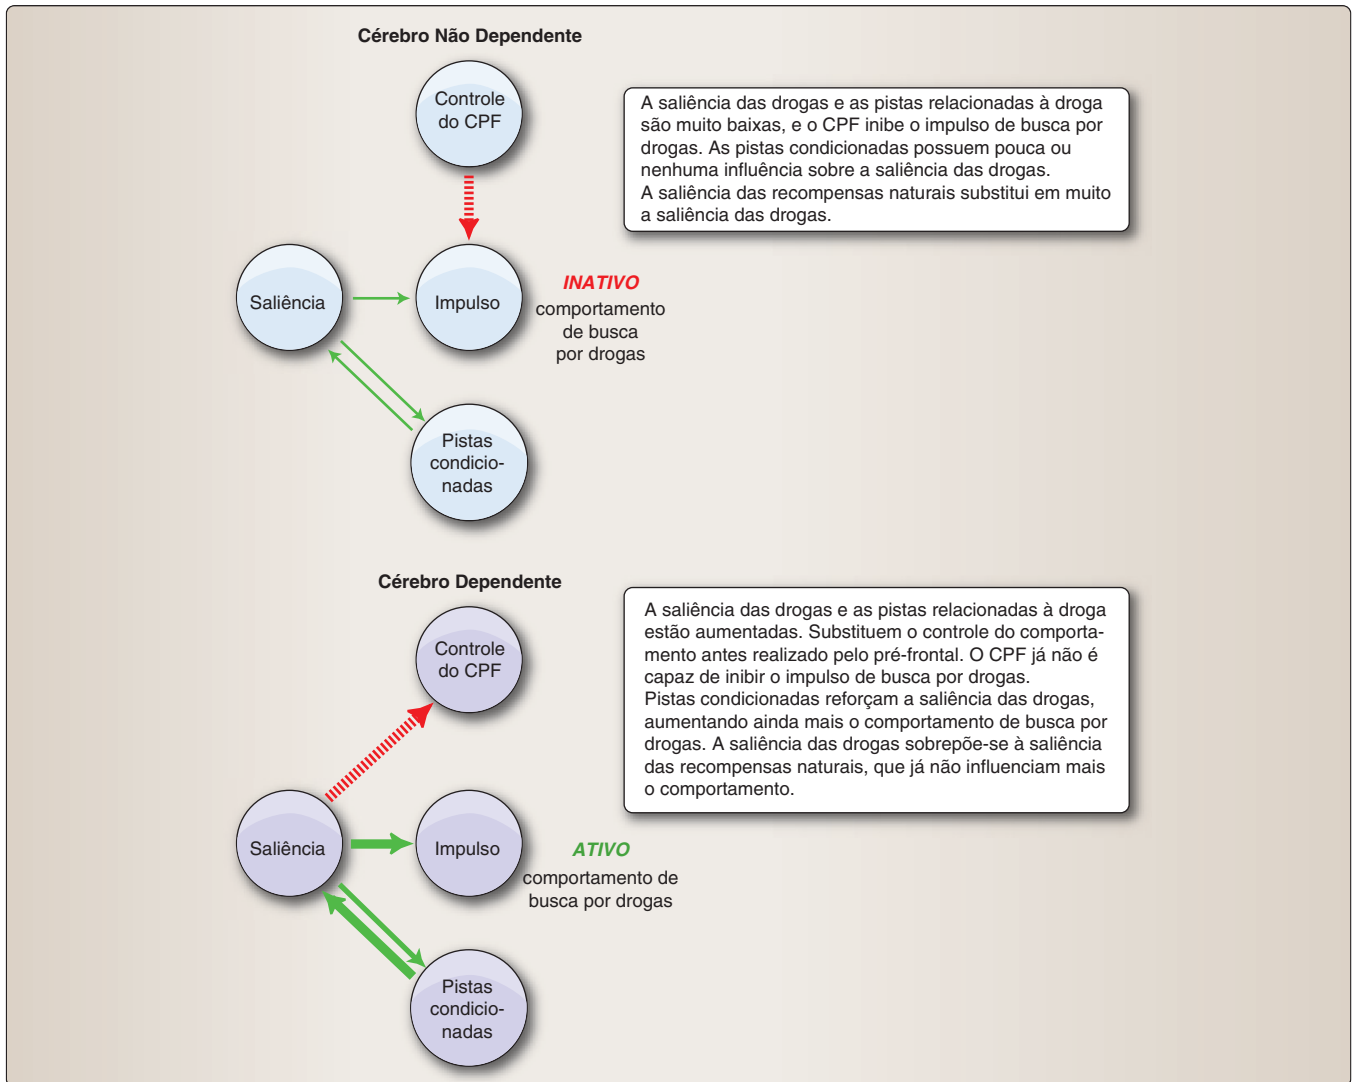 Cérebro Não Dependente
Controle
do CPF
A saliência das drogas e as pistas relacionadas à droga
são muito baixas, e o CPF inibe o impulso de busca por
drogas. As pistas condicionadas possuem pouca ou
nenhuma influência sobre a saliência das drogas.
A saliência das recompensas naturais substitui em muito
a saliência das drogas.
Saliência
Impulso
INATIVO
comportamento
de busca
por drogas
Pistas
condicio-
nadas
Cérebro Dependente
Controle
do CPF
A saliência das drogas e as pistas relacionadas à droga
estão aumentadas. Substituem o controle do comporta-
mento antes realizado pelo pré-frontal. O CPF já não é
capaz de inibir o impulso de busca por drogas.
Pistas condicionadas reforçam a saliência das drogas,
aumentando ainda mais o comportamento de busca por
drogas. A saliência das drogas sobrepõe-se à saliência
das recompensas naturais, que já não influenciam mais
o comportamento.
Saliência
Impulso
ATIVO
comportamento de
busca por drogas
Pistas
condicio-
nadas